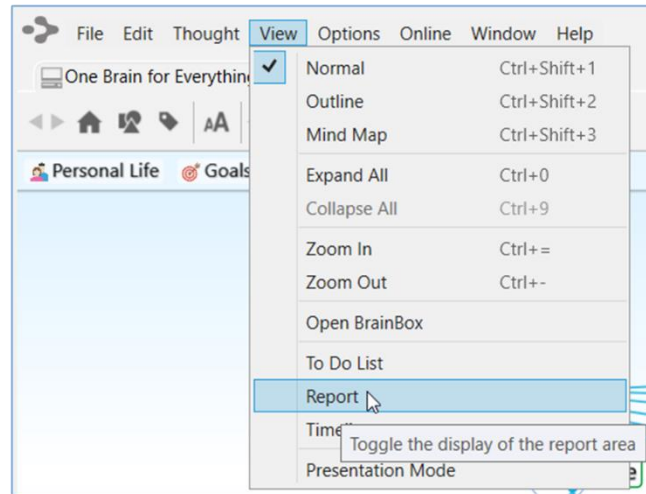 File Edit Thought View Options Online Window Help
One Brain for Everything
AA
Personal Life Goals
Normal Ctrl+Shift+1
Outline Ctrl+Shift+2
Mind Map Ctrl+Shift+3
Expand All Ctrl+0
Collapse All Ctrl+9
Zoom In Ctrl+=
Zoom Out Ctrl+-
Open BrainBox
To Do List
Report
Toggle the display of the report area
Presentation Mode